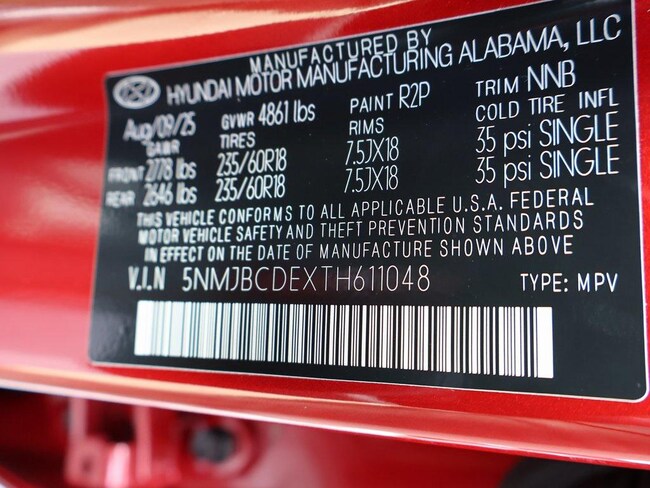 MANUFACTURED BY
HYUNDAI MOTOR MANUFACTURING ALABAMA, LLC
Aug/09/25 GVWR 4861 lbs PAINT R2P TRIM NNB
GAWR TIRES RIMS COLD TIRE INFL
FRONT 2778 lbs 235/60R18 7.5JX18 35 psi SINGLE
REAR 2646 lbs 235/60R18 7.5JX18 35 psi SINGLE
THIS VEHICLE CONFORMS TO ALL APPLICABLE U.S.A. FEDERAL
MOTOR VEHICLE SAFETY AND THEFT PREVENTION STANDARDS
IN EFFECT ON THE DATE OF MANUFACTURE SHOWN ABOVE
V.I.N 5NMJBCDEXTH611048 TYPE: MPV